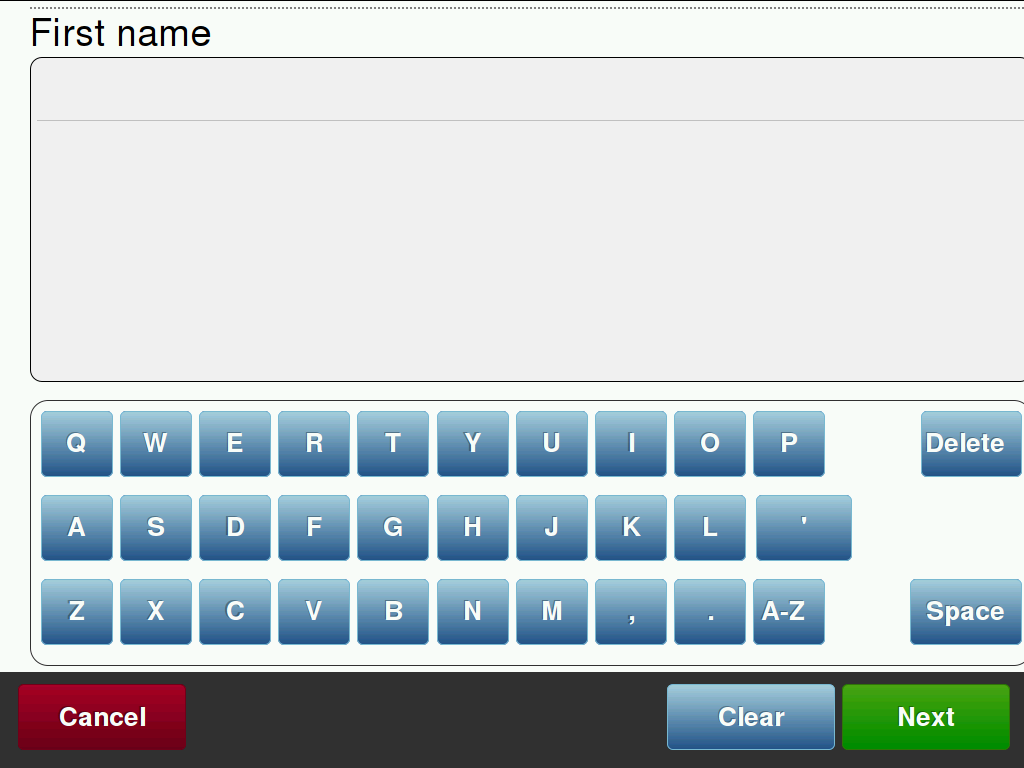 First name
Q W E R T Y U I O P Delete
A S D F G H J K L '
Z X C V B N M , . A-Z Space
Cancel Clear Next